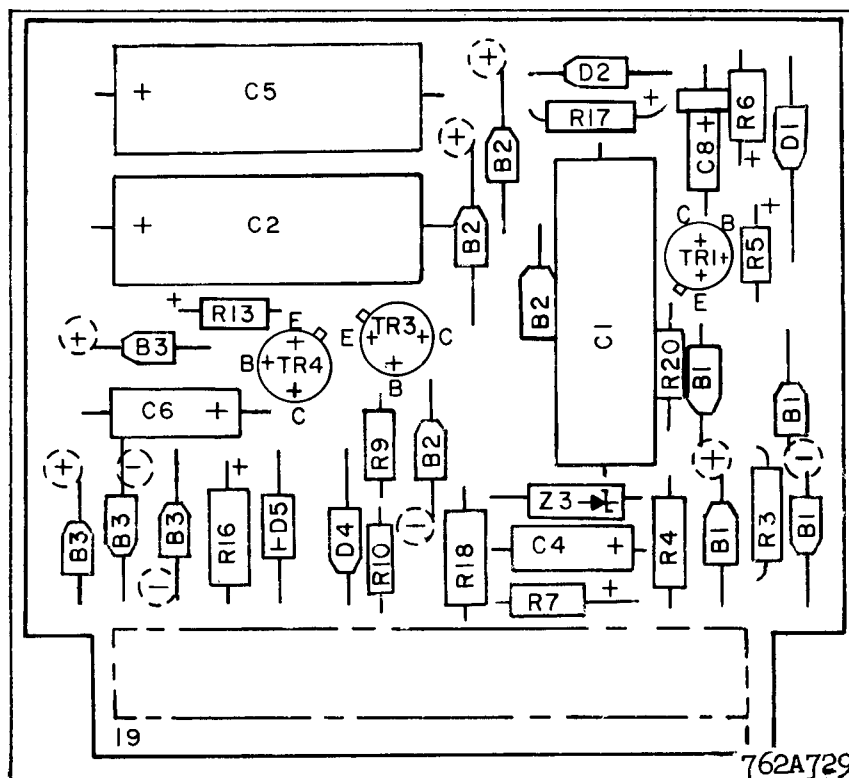 C5
D2
R17
R6
D1
C8
B2
B2
C2
C
B
TR1
R5
E
B2
C1
R13
E
TR3
E
C
B3
B
TR4
B
C
R20
B1
B1
C6
R9
B2
B3
B3
B3
R16
D5
D4
R10
R18
Z3
C4
R7
R4
B1
R3
B1
19
762A729